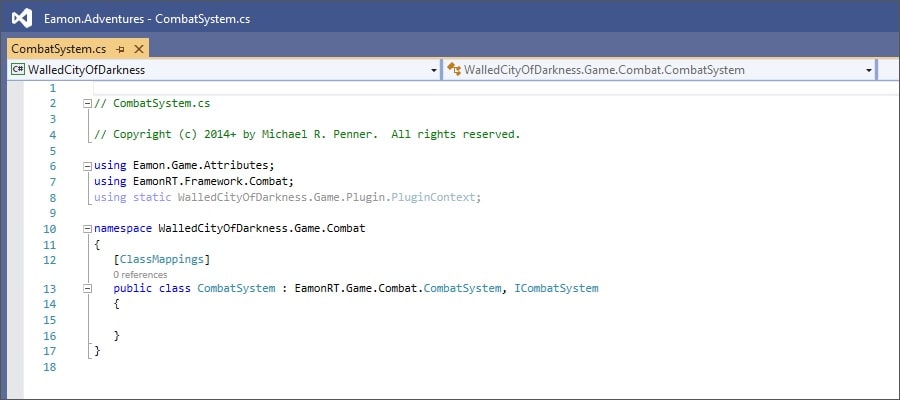 Eamon.Adventures - CombatSystem.cs
CombatSystem.cs
C# WalledCityOfDarkness WalledCityOfDarkness.Game.Combat.CombatSystem
1
2 // CombatSystem.cs
3
4 // Copyright (c) 2014+ by Michael R. Penner.  All rights reserved.
5
6 using Eamon.Game.Attributes;
7 using EamonRT.Framework.Combat;
8 using static WalledCityOfDarkness.Game.Plugin.PluginContext;
9
10 namespace WalledCityOfDarkness.Game.Combat
11 {
12 [ClassMappings]
0 references
13 public class CombatSystem : EamonRT.Game.Combat.CombatSystem, ICombatSystem
14 {
15
16 }
17 }
18